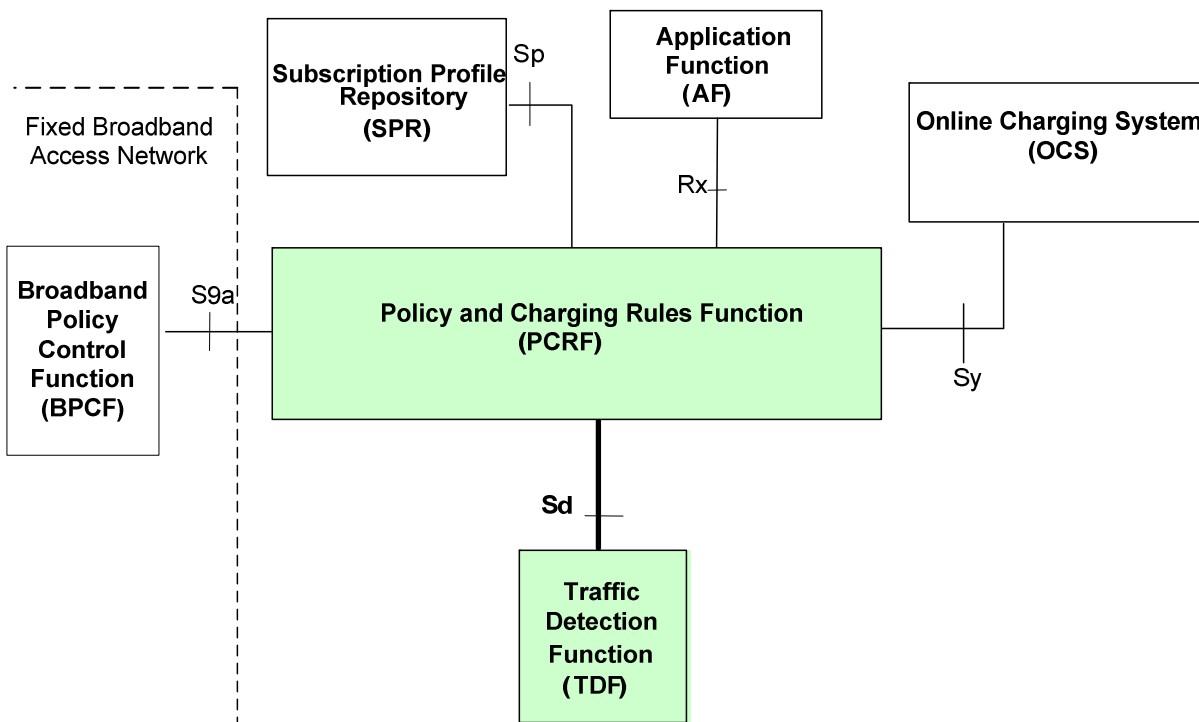 Sp
Subscription Profile
Repository
(SPR)
Application
Function
(AF)
Online Charging System
(OCS)
Fixed Broadband
Access Network
Rx
Broadband
Policy
Control
Function
(BPCF)
S9a
Policy and Charging Rules Function
(PCRF)
Sy
Sd
Traffic
Detection
Function
(TDF)